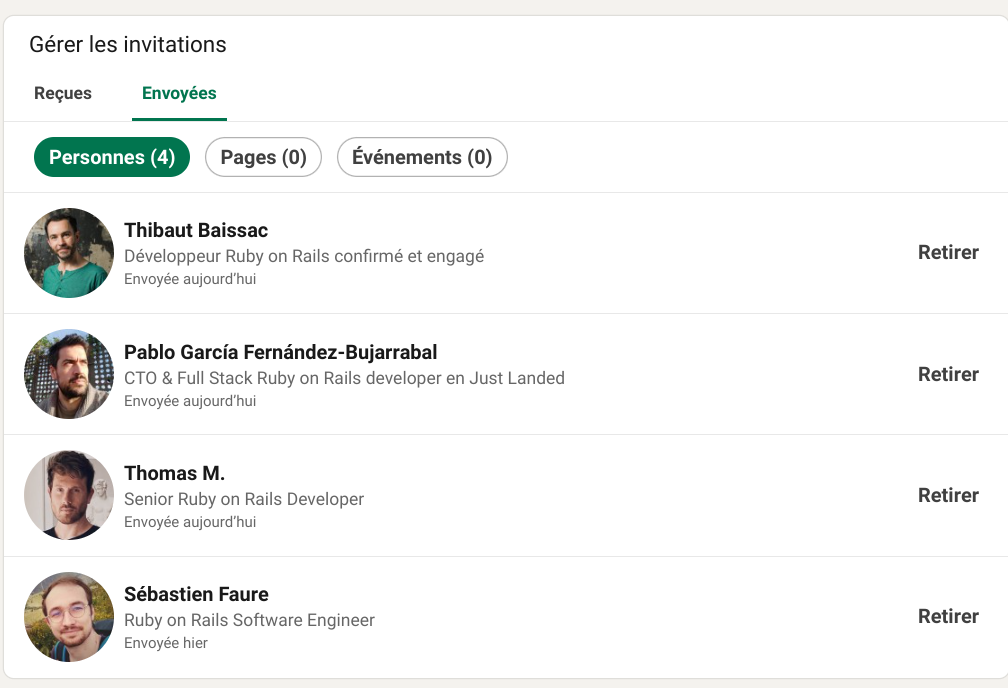 Gérer les invitations
Reçues Envoyées
Personnes (4) Pages (0) Événements (0)
Thibaut Baissac
Développeur Ruby on Rails confirmé et engagé
Envoyée aujourd’hui
Retirer
Pablo García Fernández-Bujarrabal
CTO & Full Stack Ruby on Rails developer en Just Landed
Envoyée aujourd’hui
Retirer
Thomas M.
Senior Ruby on Rails Developer
Envoyée aujourd’hui
Retirer
Sébastien Faure
Ruby on Rails Software Engineer
Envoyée hier
Retirer